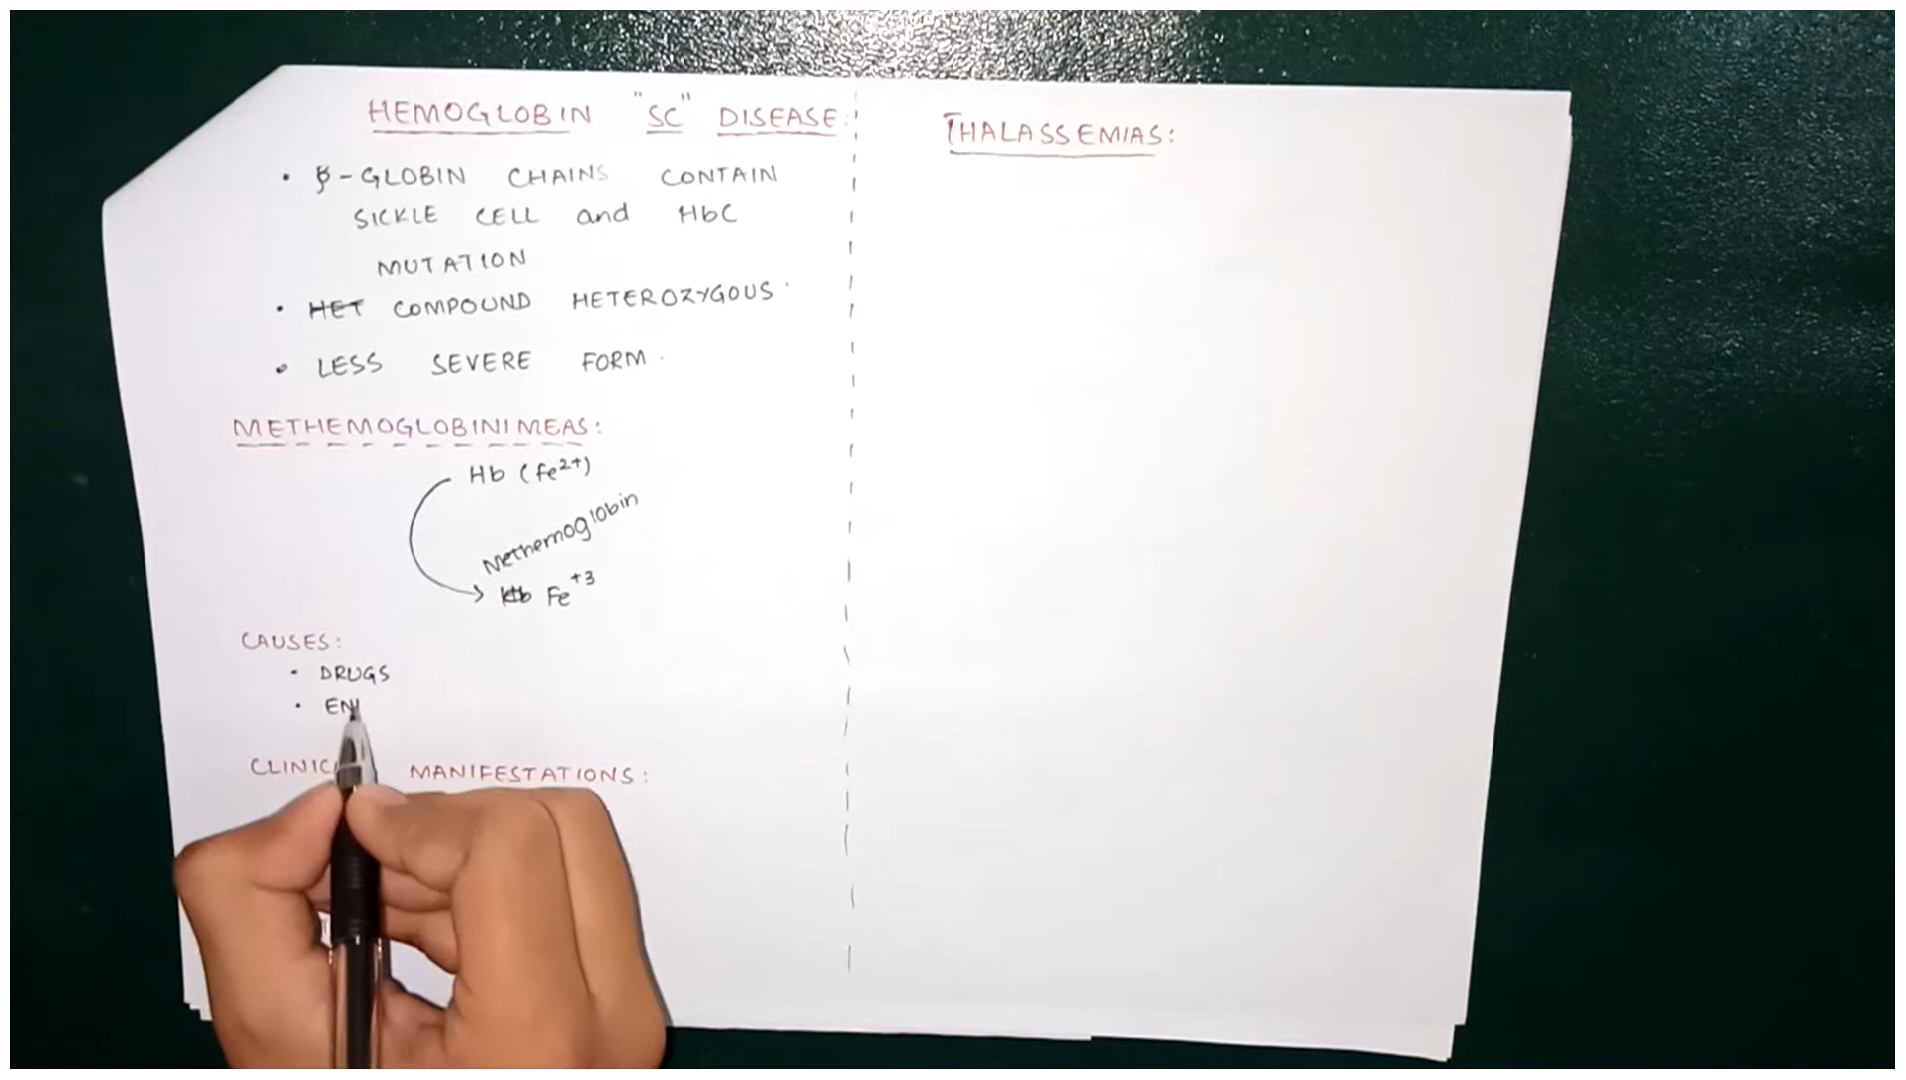 HEMOGLOBIN "SC" DISEASE:
• β-GLOBIN CHAINS CONTAIN
SICKLE CELL and HbC
MUTATION
• HET COMPOUND HETEROZYGOUS.
• LESS SEVERE FORM.
METHEMOGLOBINIMEAS:
Hb (Fe²⁺)
Methemoglobin
Hb Fe⁺³
CAUSES:
• DRUGS
• EN
MANIFESTATIONS:
THALASSEMIAS: